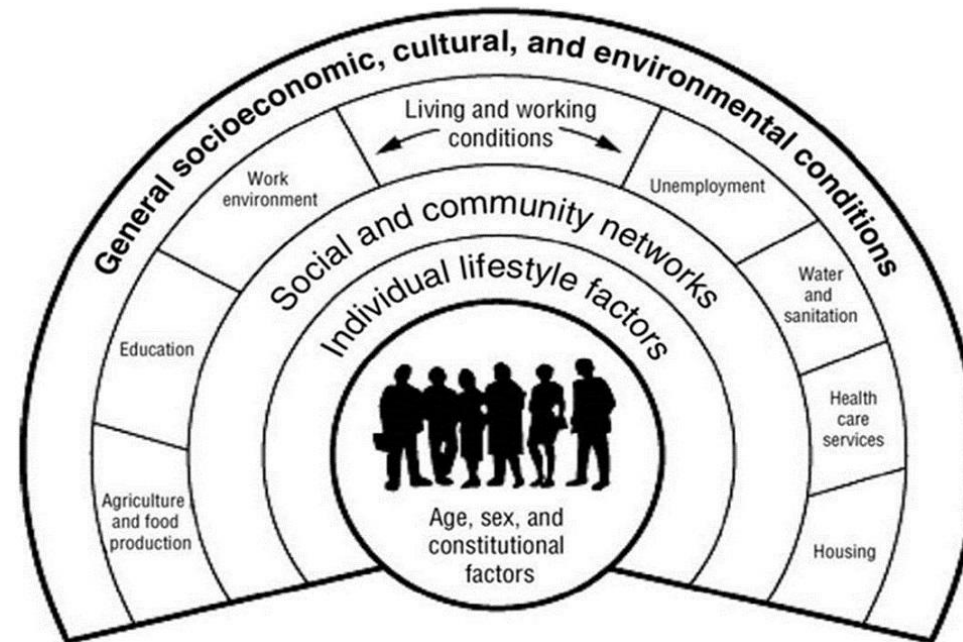 General socioeconomic, cultural, and environmental conditions
Living and working
conditions
Work
environment
Unemployment
Education
Water
and
sanitation
Agriculture
and food
production
Health
care
services
Housing
Social and community networks
Individual lifestyle factors
Age, sex, and
constitutional
factors